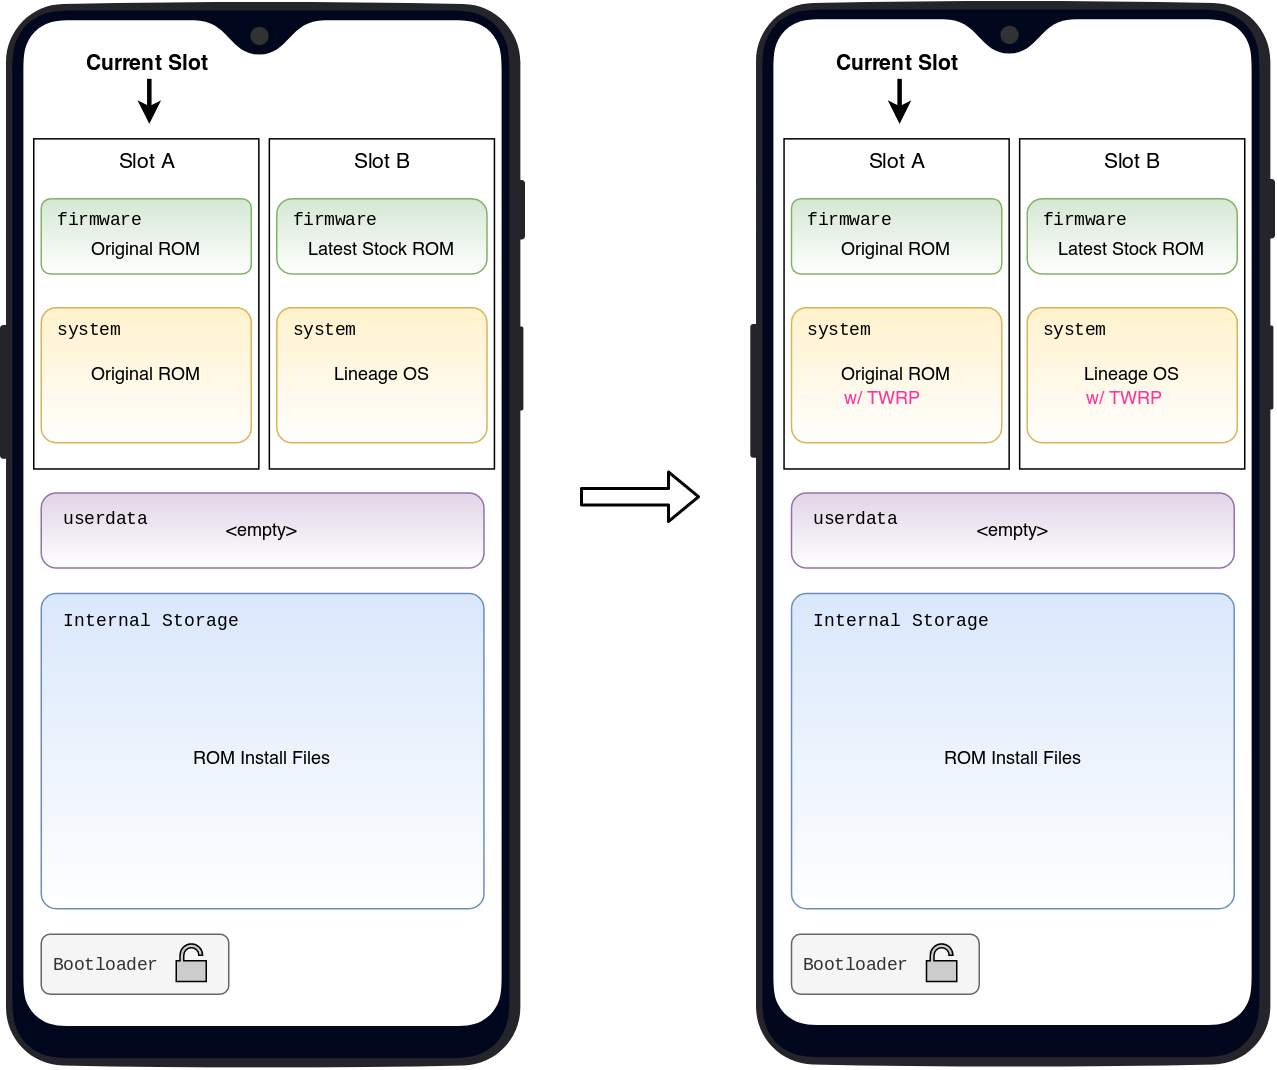 Current Slot
Slot A
firmware
Original ROM
system
Original ROM
Slot B
firmware
Latest Stock ROM
system
Lineage OS
userdata
<empty>
Internal Storage
ROM Install Files
Bootloader
Current Slot
Slot A
firmware
Original ROM
system
Original ROM
w/ TWRP
Slot B
firmware
Latest Stock ROM
system
Lineage OS
w/ TWRP
userdata
<empty>
Internal Storage
ROM Install Files
Bootloader